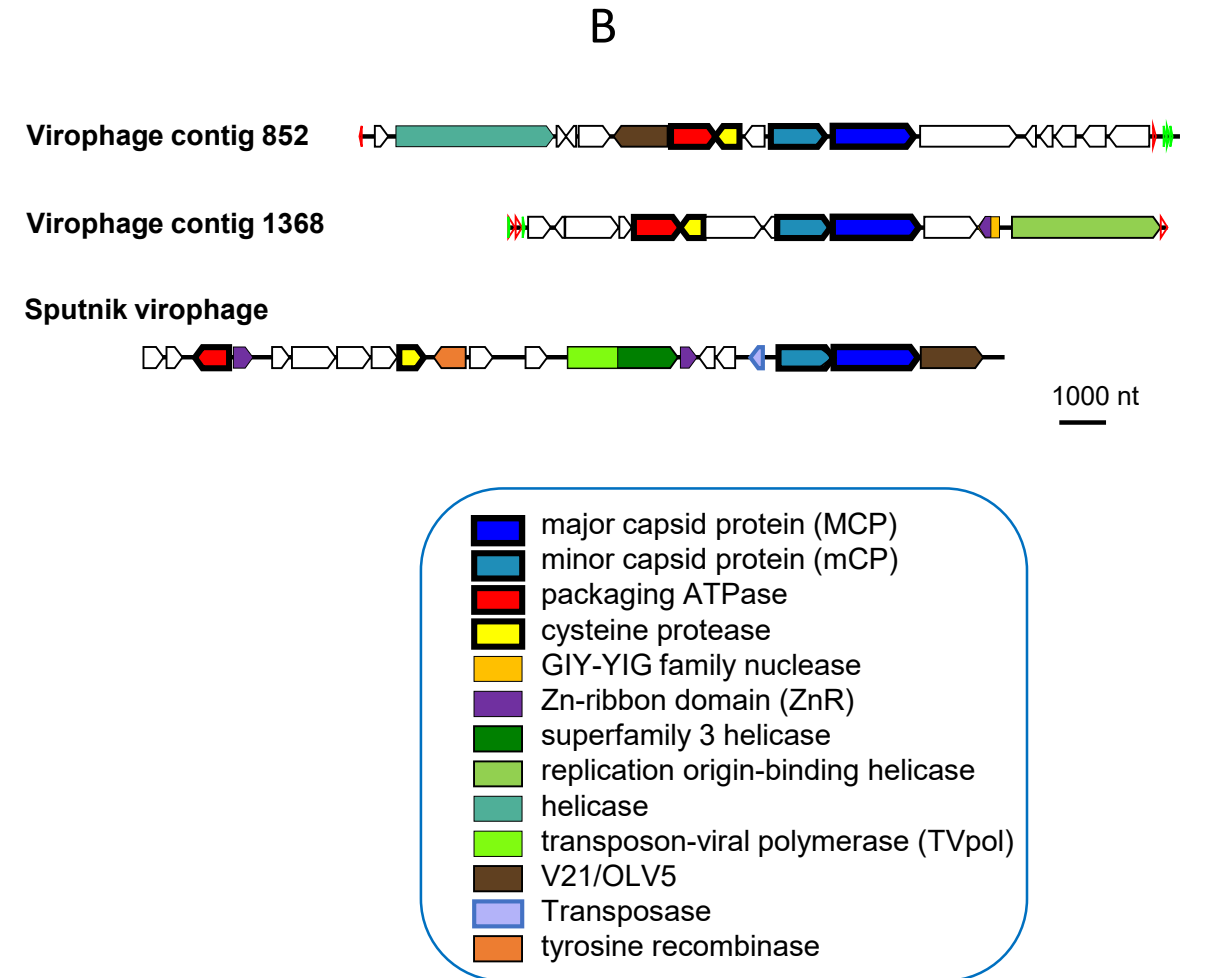 B
Virophage contig 852
Virophage contig 1368
Sputnik virophage
1000 nt
major capsid protein (MCP)
minor capsid protein (mCP)
packaging ATPase
cysteine protease
GIY-YIG family nuclease
Zn-ribbon domain (ZnR)
superfamily 3 helicase
replication origin-binding helicase
helicase
transposon-viral polymerase (TVpol)
V21/OLV5
Transposase
tyrosine recombinase